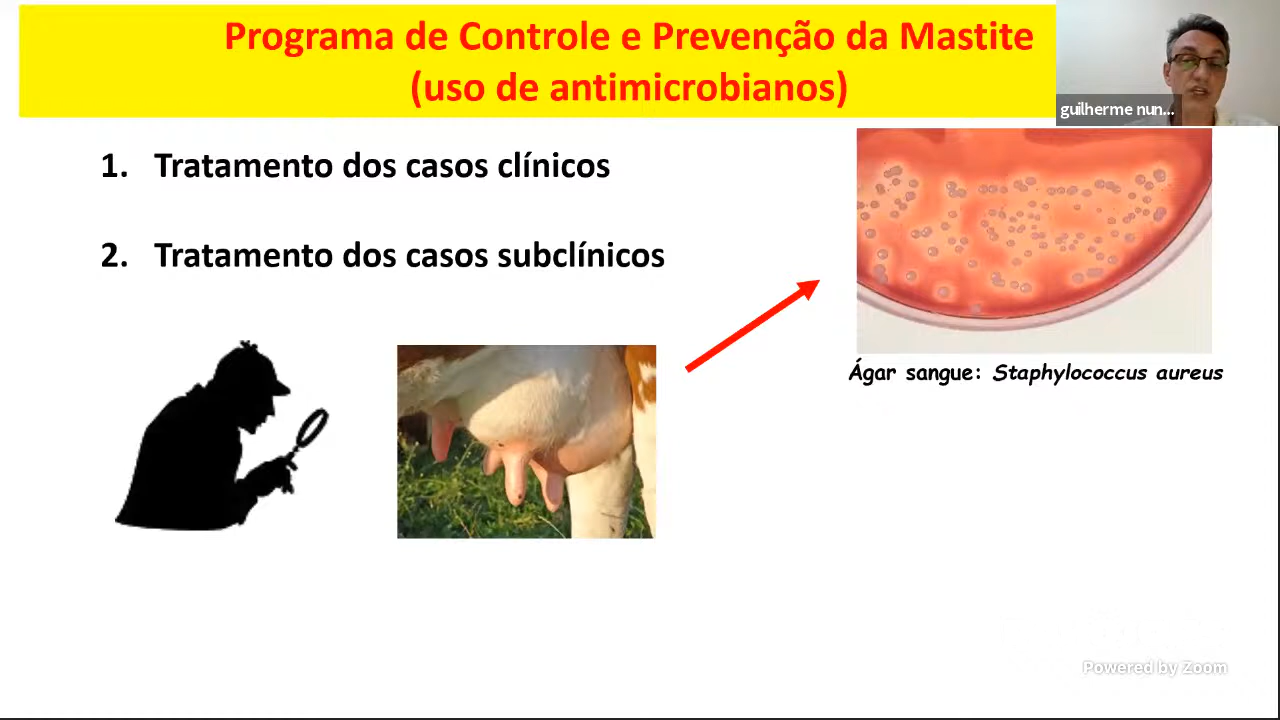 Programa de Controle e Prevenção da Mastite
(uso de antimicrobianos)
guilherme nun...
1. Tratamento dos casos clínicos
2. Tratamento dos casos subclínicos
Ágar sangue: Staphylococcus aureus
Powered by Zoom